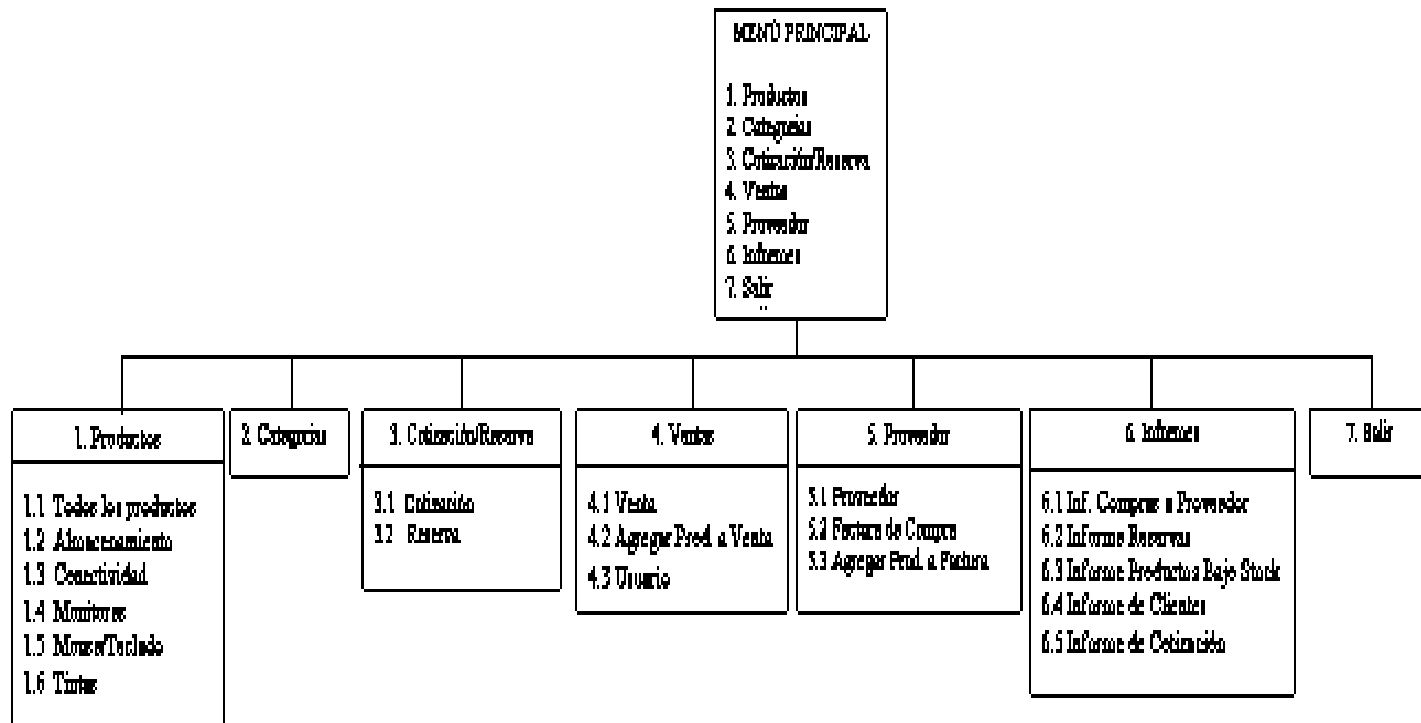 MENÚ PRINCIPAL
1. Productos
2. Categorías
3. Cotización/Reserva
4. Ventas
5. Proveedor
6. Informes
7. Salir
1. Productos
1.1 Todos los productos
1.2 Almacenamiento
1.3 Conectividad
1.4 Monitores
1.5 Mouse/Teclado
1.6 Tintas
2. Categorías
3. Cotización/Reserva
3.1 Cotización
3.2 Reserva
4. Ventas
4.1 Venta
4.2 Agregar Prod. a Venta
4.3 Usuario
5. Proveedor
5.1 Proveedor
5.2 Factura de Compra
5.3 Agregar Prod. a Factura
6. Informes
6.1 Inf. Compras a Proveedor
6.2 Informe Reservas
6.3 Informe Productos Bajo Stock
6.4 Informe de Clientes
6.5 Informe de Cotización
7. Salir